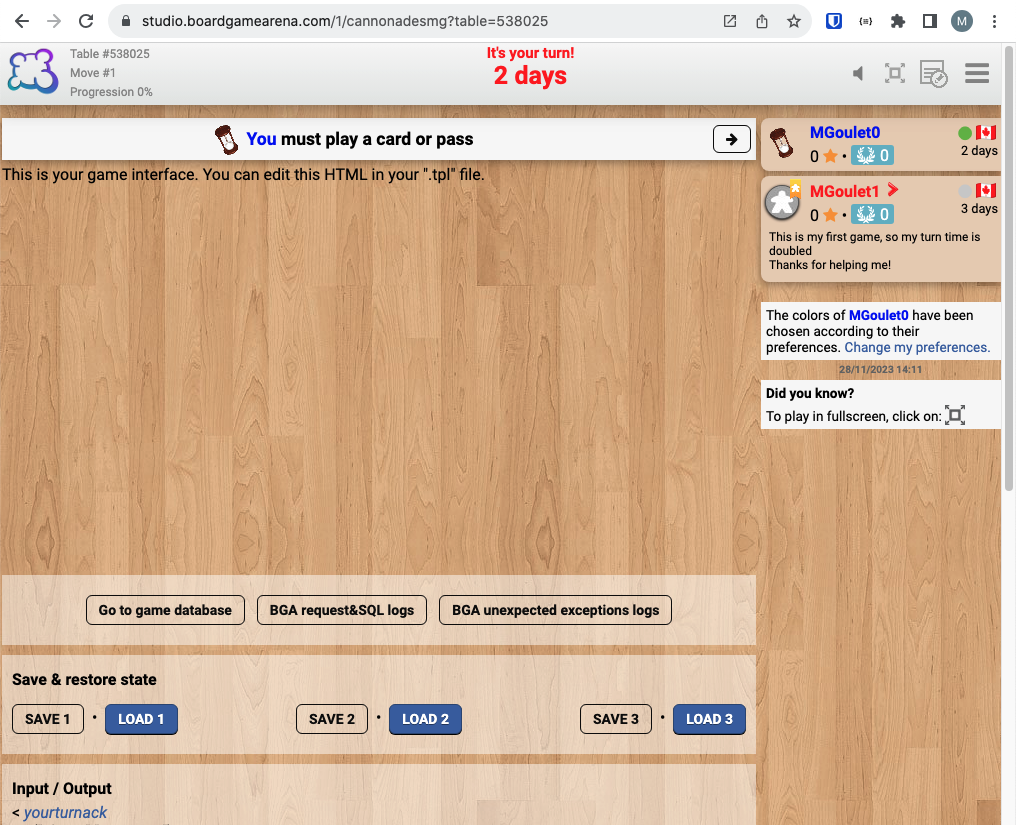 studio.boardgamearena.com/1/cannonadesmg?table=538025
M
Table #538025
Move #1
Progression 0%
It's your turn!
2 days
You must play a card or pass
This is your game interface. You can edit this HTML in your ".tpl" file.
MGoulet0
0 • 0
2 days
MGoulet1
0 • 0
3 days
This is my first game, so my turn time is
doubled
Thanks for helping me!
The colors of MGoulet0 have been
chosen according to their
preferences. Change my preferences.
28/11/2023 14:11
Did you know?
To play in fullscreen, click on:
Go to game database
BGA request&SQL logs
BGA unexpected exceptions logs
Save & restore state
SAVE 1 • LOAD 1
SAVE 2 • LOAD 2
SAVE 3 • LOAD 3
Input / Output
< yourturnack